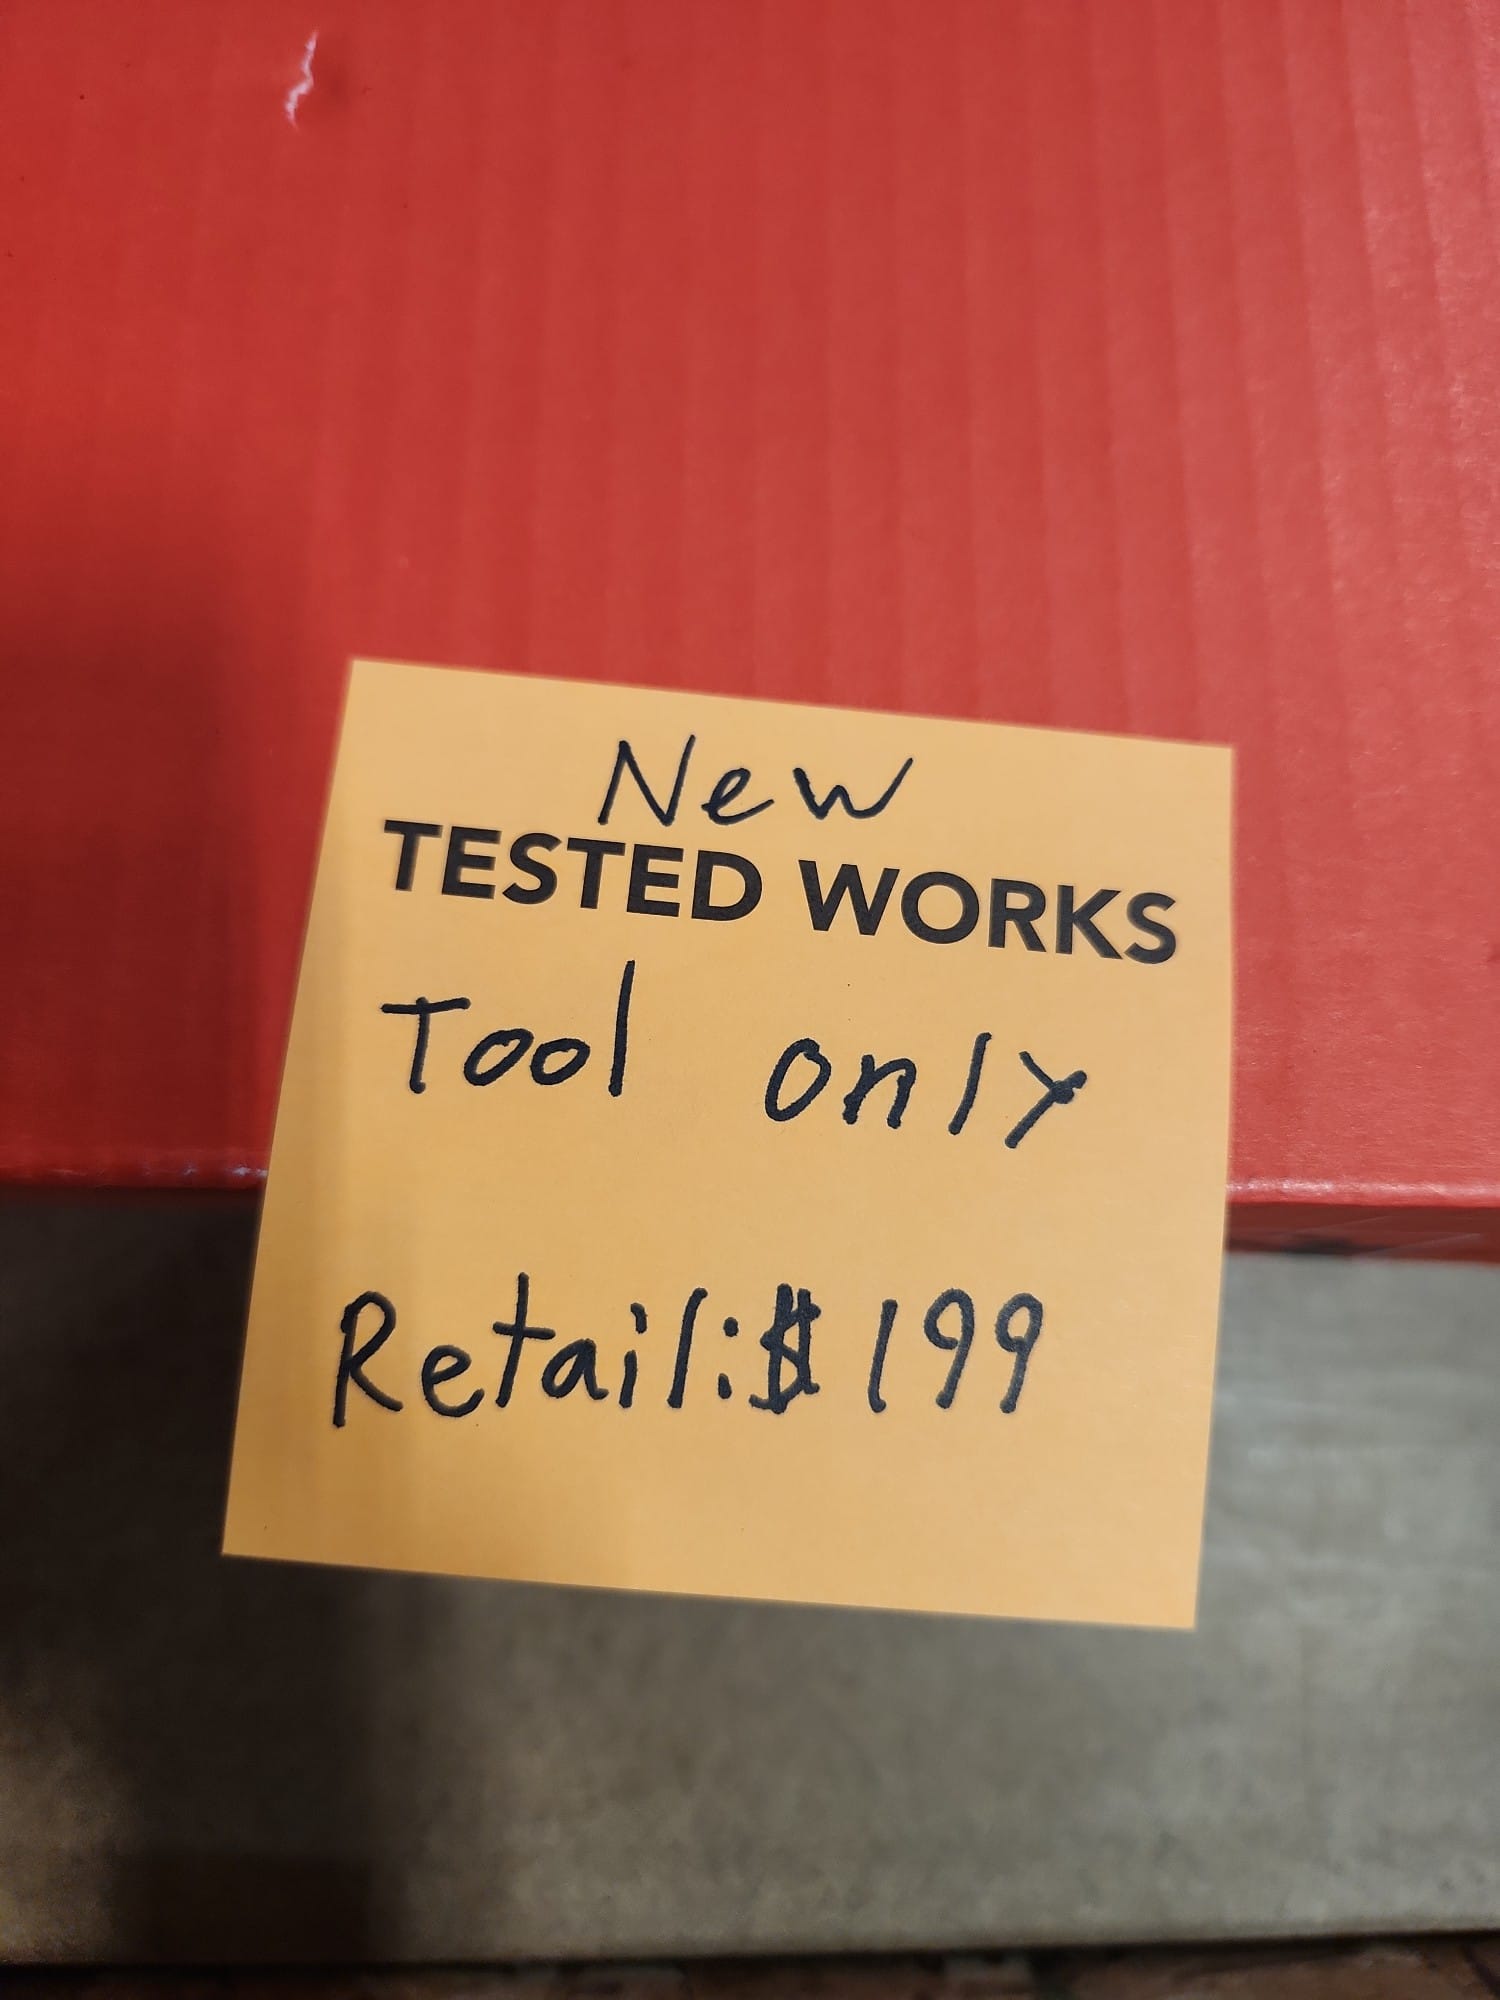 New
TESTED WORKS
Tool only
Retail:$199